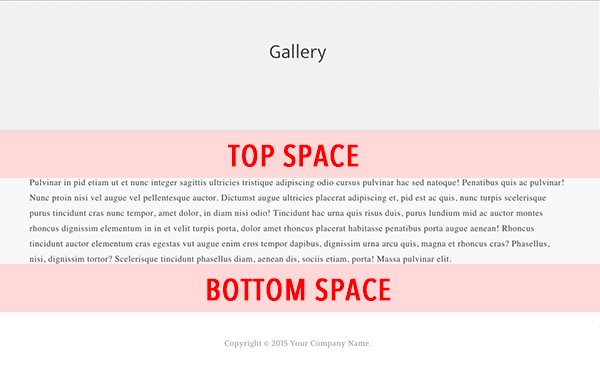 Gallery
TOP SPACE
Pulvinar in pid etiam ut et nunc integer sagittis ultricies tristique adipiscing odio cursus pulvinar hac sed natoque! Penatibus quis ac pulvinar!
Nunc proin nisi vel augue vel pellentesque auctor. Dictumst augue ultricies placerat adipiscing et, pid est ac quis, nunc turpis scelerisque
purus tincidunt cras nunc tempor, amet dolor, in diam nisi odio! Tincidunt hac urna quis risus duis, purus lundium mid ac auctor montes
rhoncus dignissim elementum in in et velit turpis porta, dolor amet rhoncus placerat habitasse penatibus porta augue aenean! Rhoncus
tincidunt auctor elementum cras egestas vut augue enim eros tempor dapibus, dignissim urna arcu quis, magna et rhoncus cras? Phasellus,
nisi, dignissim tortor? Scelerisque tincidunt phasellus diam, aenean dis, sociis etiam, porta! Massa pulvinar elit.
BOTTOM SPACE
Copyright © 2015 Your Company Name.